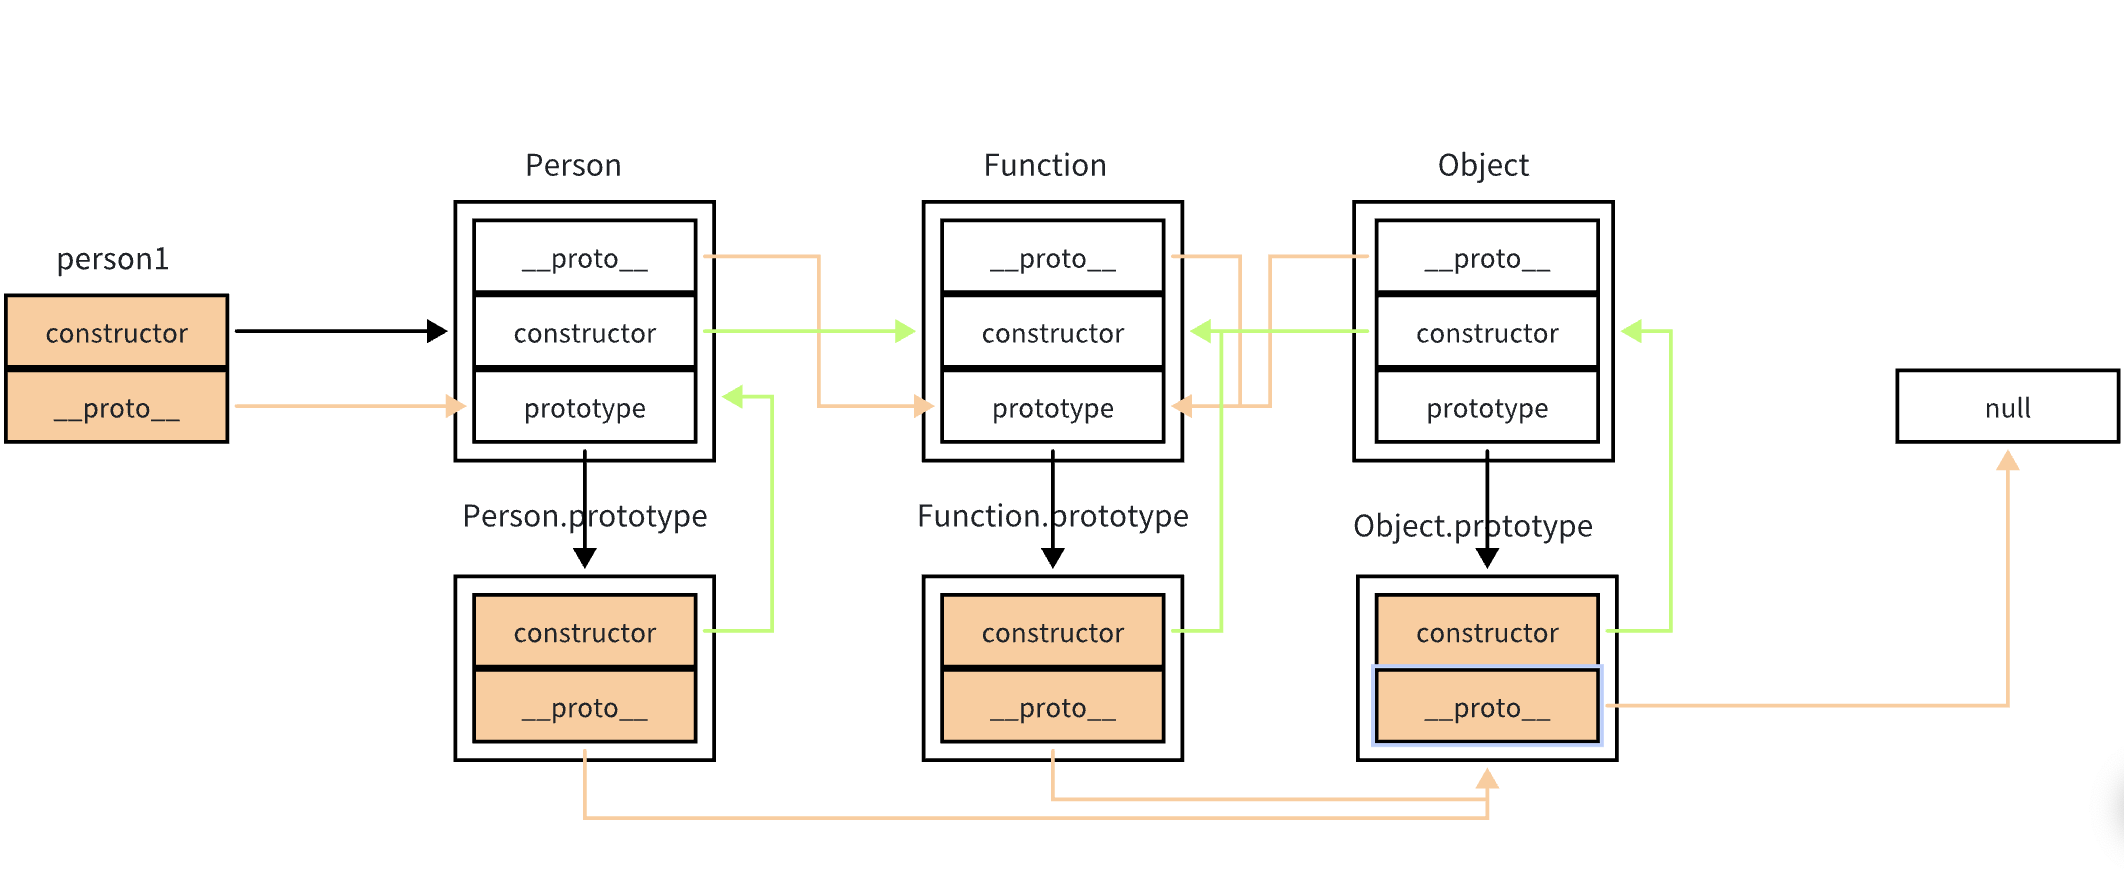 Person
Function
Object
person1
__proto__
__proto__
__proto__
constructor
constructor
constructor
constructor
__proto__
prototype
prototype
prototype
null
Person.prototype
Function.prototype
Object.prototype
constructor
constructor
constructor
__proto__
__proto__
__proto__